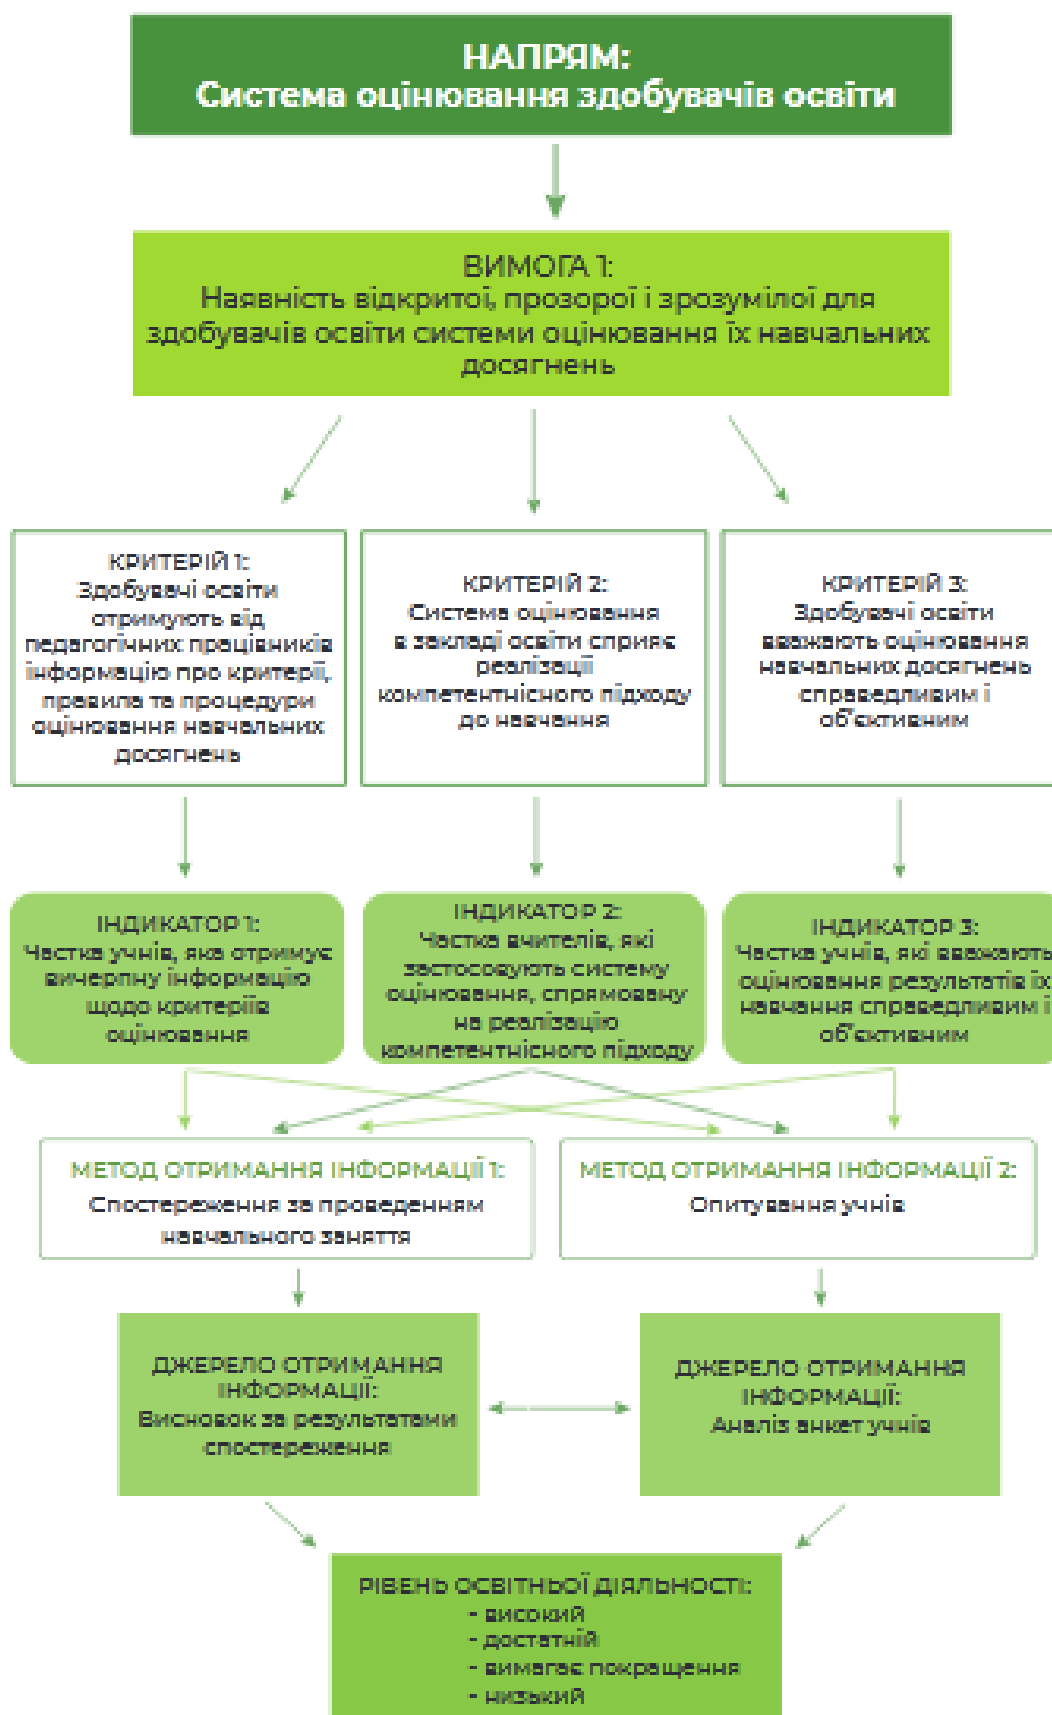 НАПРЯМ:
Система оцінювання здобувачів освіти
ВИМОГА 1:
Наявність відкритої, прозорої і зрозумілої для
здобувачів освіти системи оцінювання їх навчальних
досягнень
КРИТЕРІЙ 1:
Здобувачі освіти
отримують від
педагогічних працівників
інформацію про критерії,
правила та процедури
оцінювання навчальних
досягнень
КРИТЕРІЙ 2:
Система оцінювання
в закладі освіти сприяє
реалізації
компетентнісного підходу
до навчання
КРИТЕРІЙ 3:
Здобувачі освіти
вважають оцінювання
навчальних досягнень
справедливим і
об'єктивним
ІНДИКАТОР 1:
Частка учнів, яка отримує
вичерпну інформацію
щодо критеріїв
оцінювання
ІНДИКАТОР 2:
Частка вчителів, які
застосовують систему
оцінювання, спрямовану
на реалізацію
компетентнісного підходу
ІНДИКАТОР 3:
Частка учнів, які вважають
оцінювання результатів їх
навчання справедливим і
об'єктивним
МЕТОД ОТРИМАННЯ ІНФОРМАЦІЇ 1:
Спостереження за проведенням
навчального заняття
МЕТОД ОТРИМАННЯ ІНФОРМАЦІЇ 2:
Опитування учнів
ДЖЕРЕЛО ОТРИМАННЯ
ІНФОРМАЦІЇ:
Висновок за результатами
спостереження
ДЖЕРЕЛО ОТРИМАННЯ
ІНФОРМАЦІЇ:
Аналіз анкет учнів
РІВЕНЬ ОСВІТНЬОЇ ДІЯЛЬНОСТІ:
- високий
- достатній
- вимагає покращення
- низький